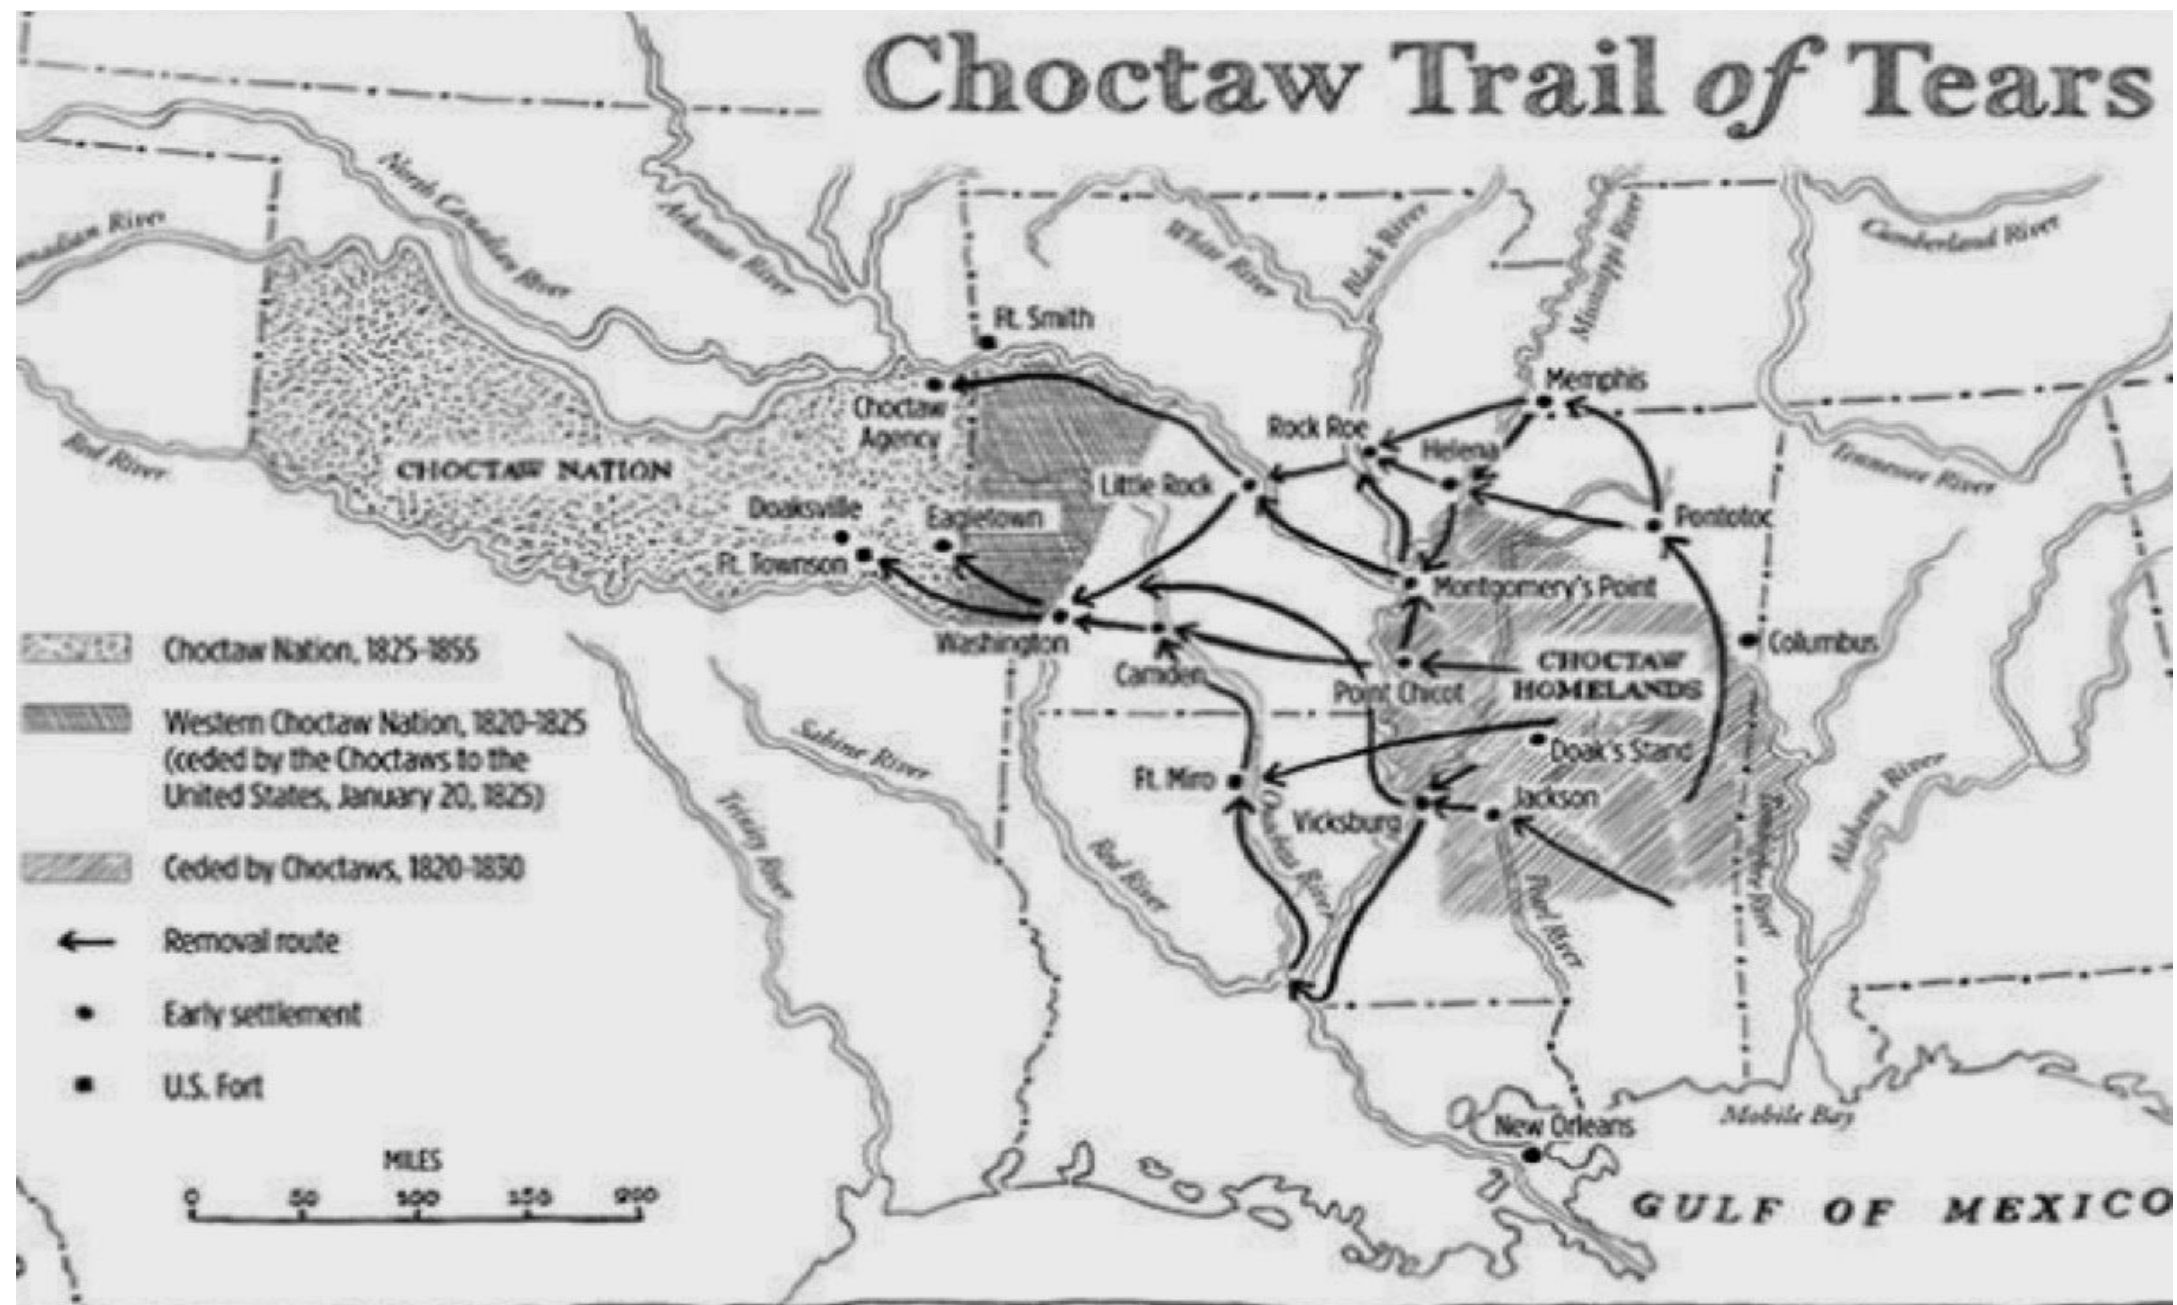 Choctaw Trail of Tears
North Canadian River
Canadian River
Arkansas River
White River
Black River
Mississippi River
Cumberland River
Ft. Smith
Memphis
Choctaw
Agency
Rock Roe
Helena
Red River
CHOCTAW NATION
Little Rock
Tennessee River
Doaksville
Eagletown
Pontotoc
Ft. Townson
Montgomery's Point
Washington
Columbus
Camden
Point Chicot
CHOCTAW
HOMELANDS
Choctaw Nation, 1825-1855
Western Choctaw Nation, 1820-1825
(ceded by the Choctaws to the
United States, January 20, 1825)
Ceded by Choctaws, 1820-1830
Removal route
Early settlement
U.S. Fort
Sabine River
Trinity River
Red River
Ft. Miro
Doak's Stand
Jackson
Vicksburg
River
Pearl River
River
Alabama River
MILES
0 50 100 150 200
New Orleans
Mobile Bay
GULF OF MEXICO